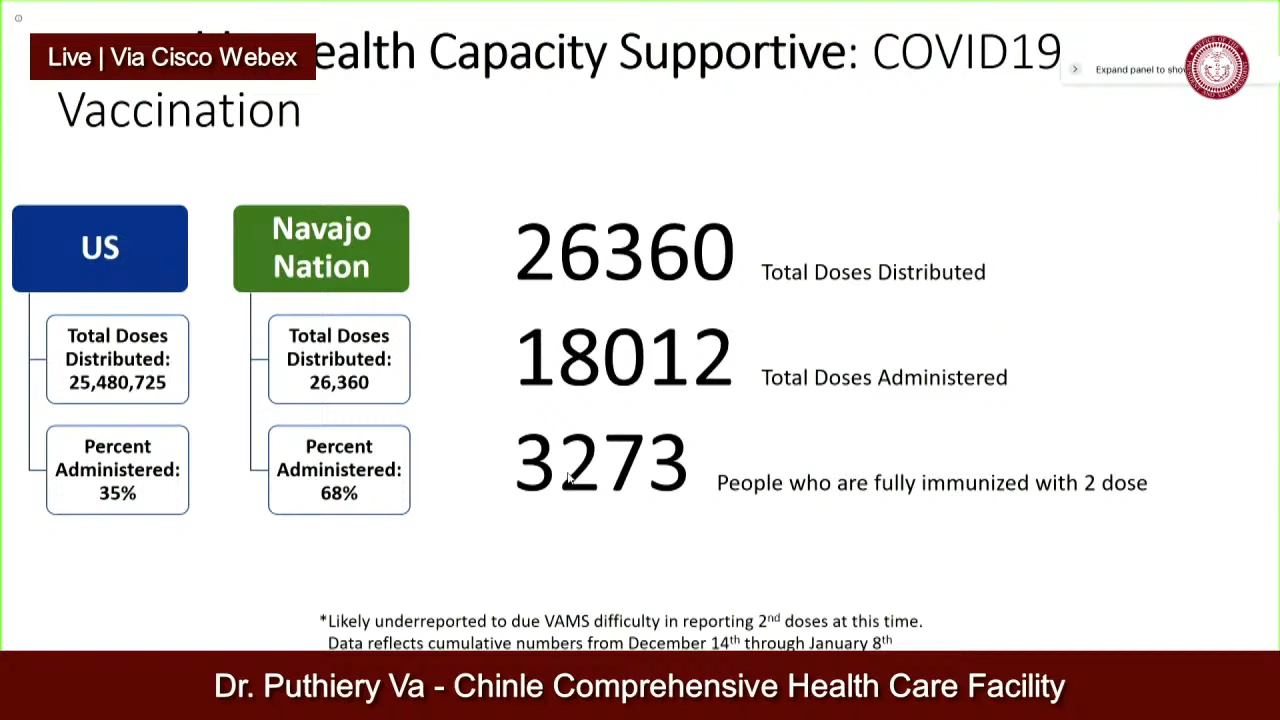 Live | Via Cisco Webex
ealth Capacity Supportive: COVID19
Vaccination
Expand panel to show
US
Total Doses
Distributed:
25,480,725
Percent
Administered:
35%
Navajo
Nation
Total Doses
Distributed:
26,360
Percent
Administered:
68%
26360 Total Doses Distributed
18012 Total Doses Administered
3273 People who are fully immunized with 2 dose
*Likely underreported to due VAMS difficulty in reporting 2nd doses at this time.
Data reflects cumulative numbers from December 14th through January 8th
Dr. Puthiery Va - Chinle Comprehensive Health Care Facility